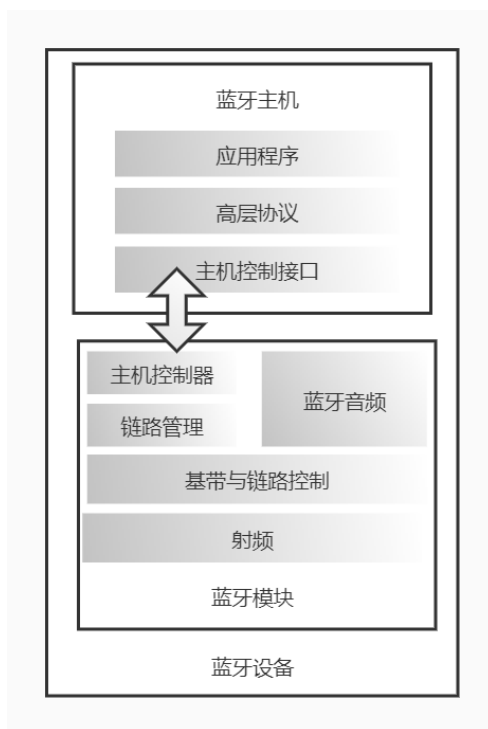 蓝牙主机
应用程序
高层协议
主机控制接口
主机控制器
蓝牙音频
链路管理
基带与链路控制
射频
蓝牙模块
蓝牙设备